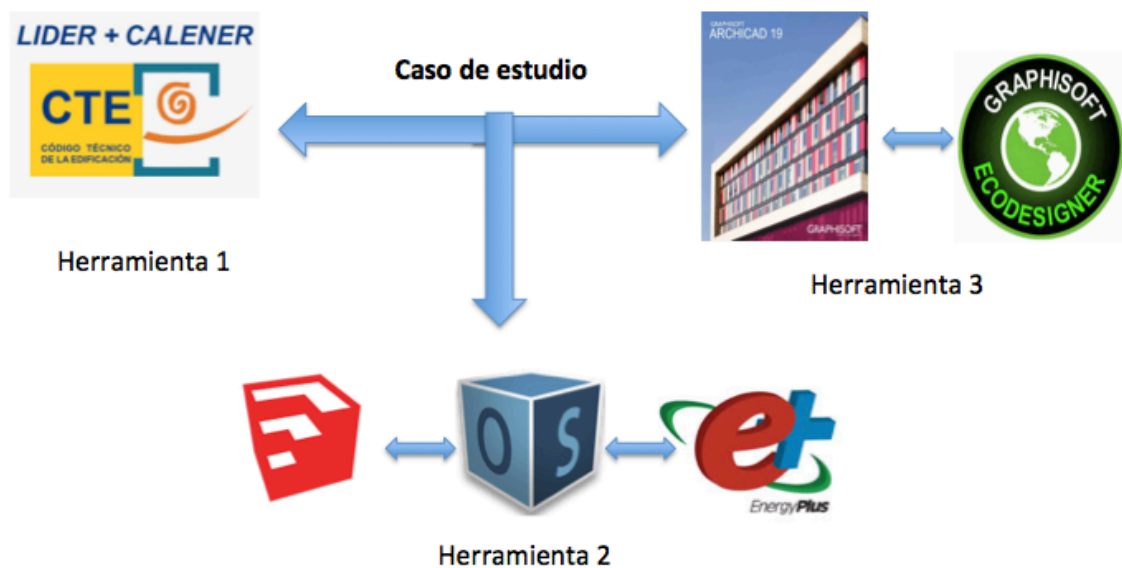 LIDER + CALENER
CTE
CÓDIGO TÉCNICO
DE LA EDIFICACIÓN
Herramienta 1
Caso de estudio
GRAPHISOFT
ARCHICAD 19
GRAPHISOFT
GRAPHISOFT
ECODESIGNER
Herramienta 3
O S
e+
EnergyPlus
Herramienta 2